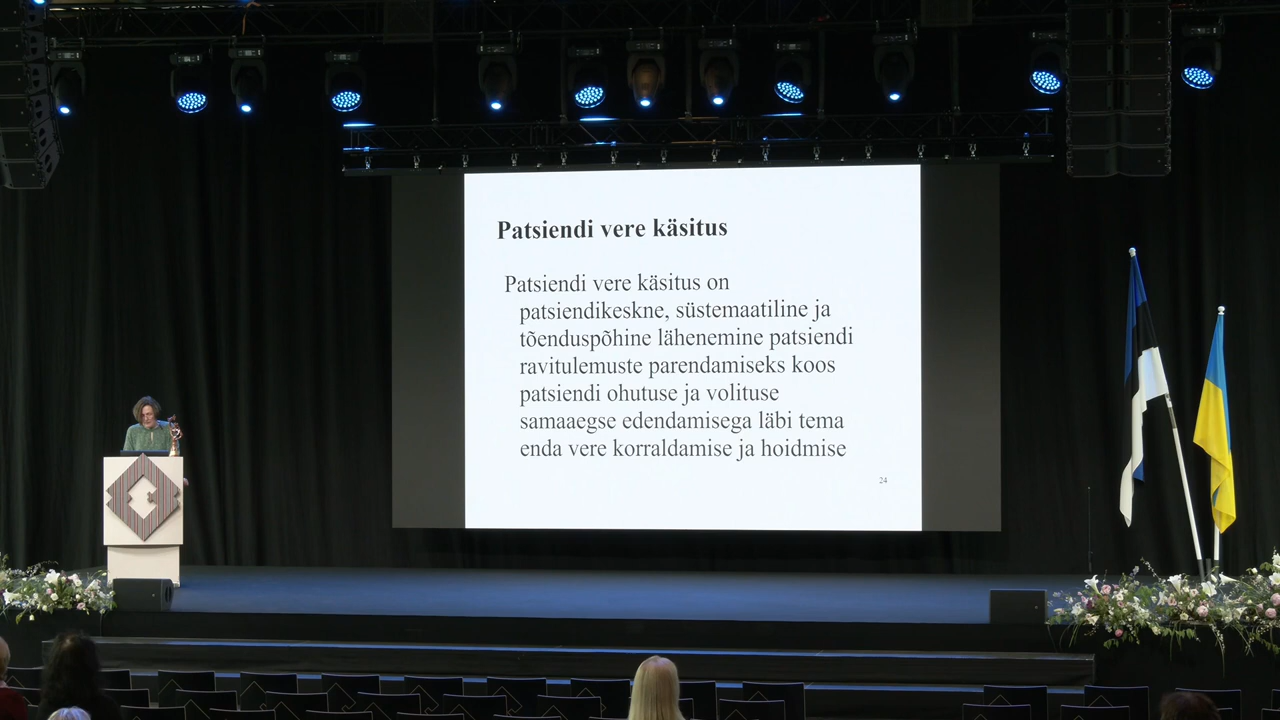 Patsiendi vere käsitus
Patsiendi vere käsitus on
patsiendikeskne, süstemaatiline ja
tõenduspõhine lähenemine patsiendi
ravitulemuste parendamiseks koos
patsiendi ohutuse ja volituse
samaaegse edendamisega läbi tema
enda vere korraldamise ja hoidmise
24